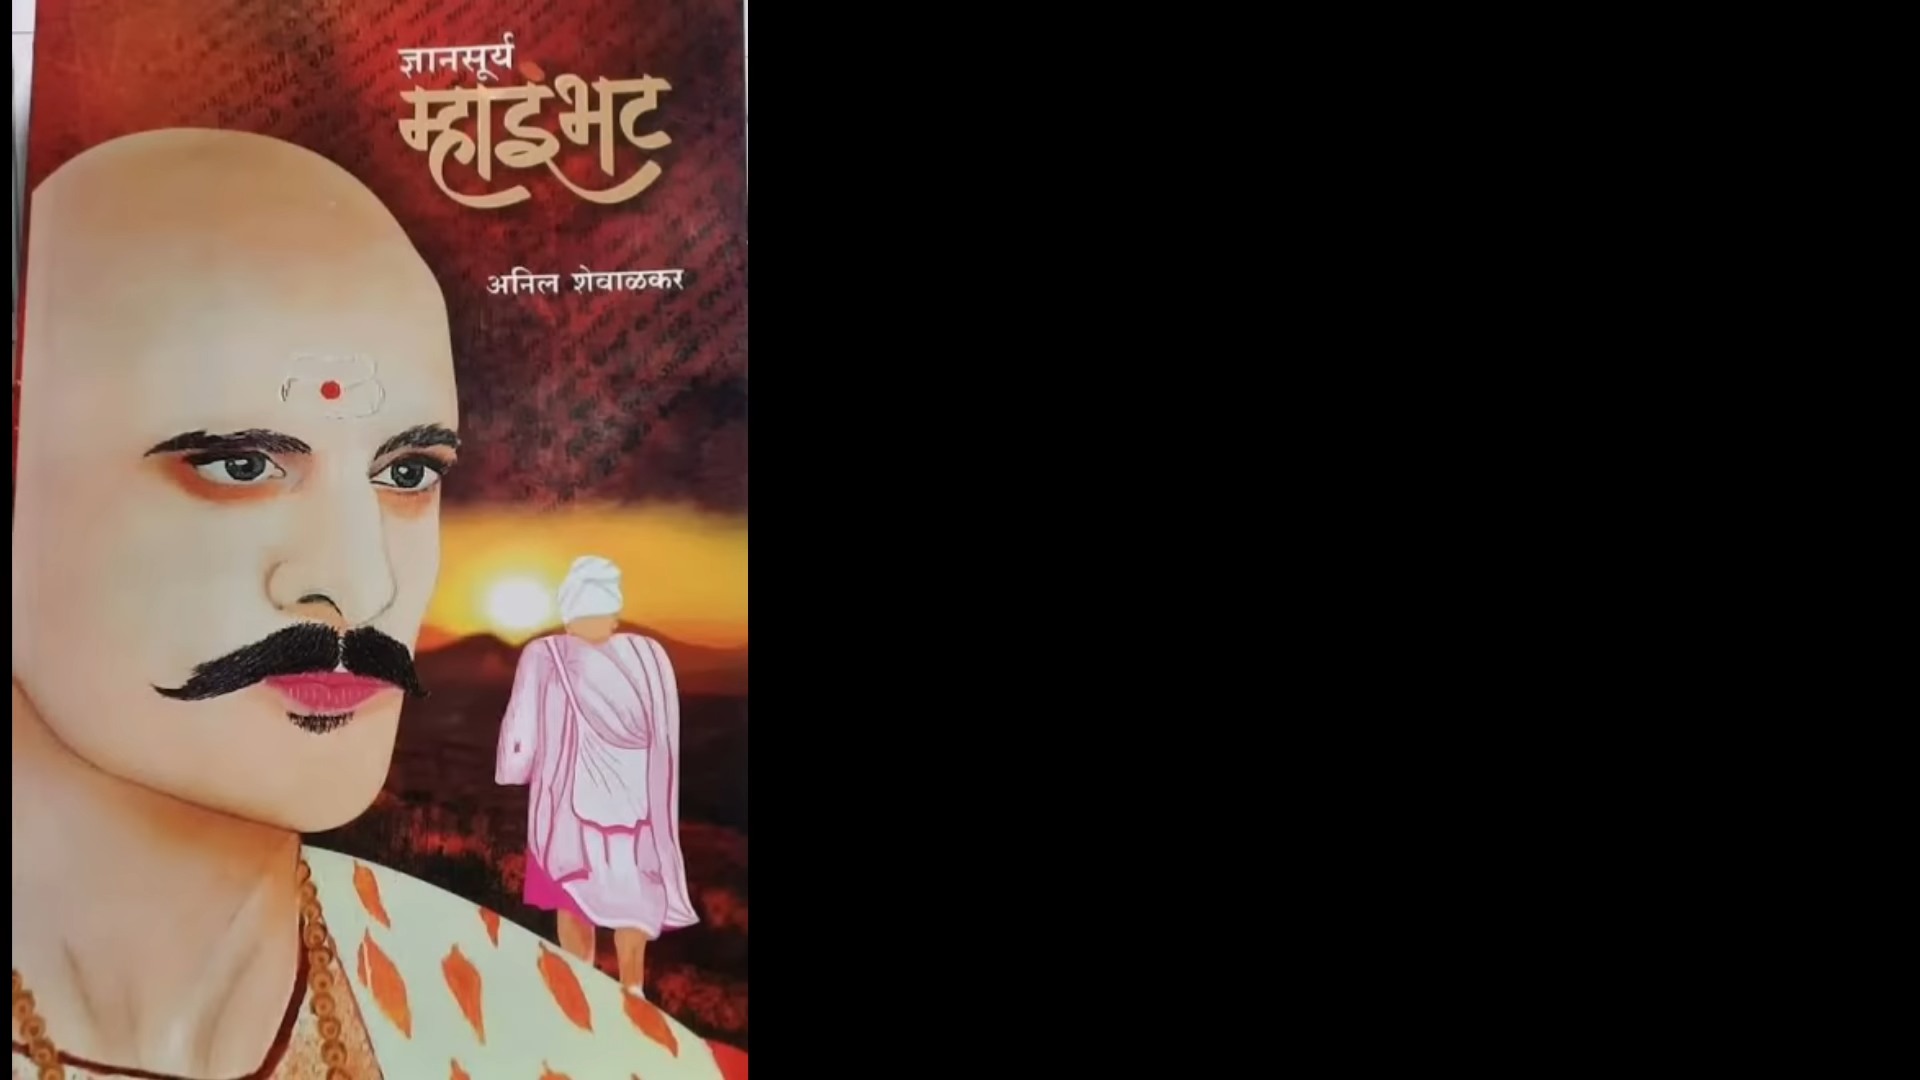 ज्ञानसूर्य
म्हाइंभट
अनिल शेवाळकर